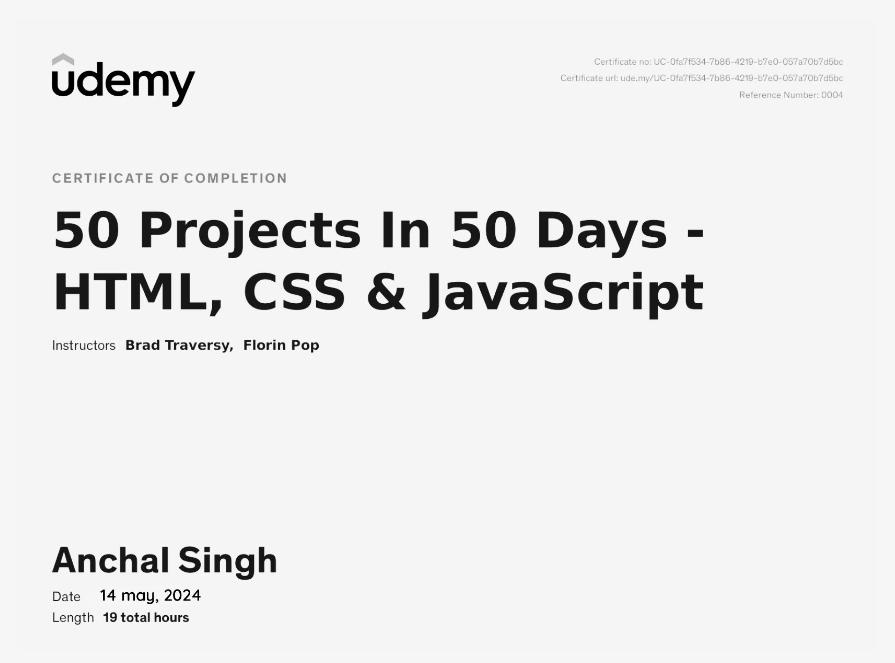 udemy
Certificate no: UC-0fa7f534-7b86-4219-b7e0-057a70b7d5bc
Certificate url: ude.my/UC-0fa7f534-7b86-4219-b7e0-057a70b7d5bc
Reference Number: 0004
CERTIFICATE OF COMPLETION
50 Projects In 50 Days -
HTML, CSS & JavaScript
Instructors Brad Traversy, Florin Pop
Anchal Singh
Date 14 may, 2024
Length 19 total hours